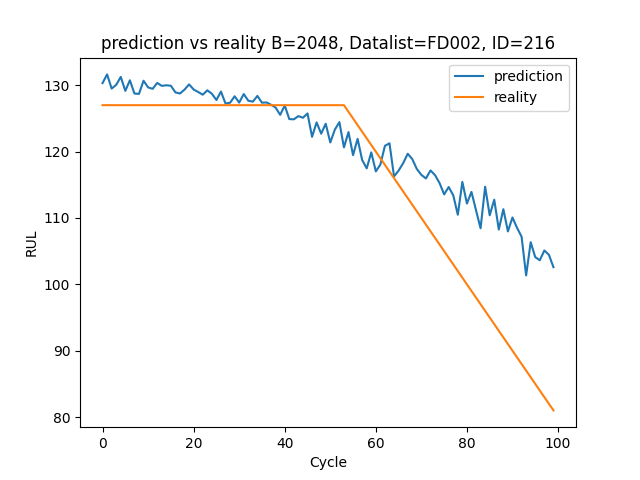 prediction vs reality B=2048, Datalist=FD002, ID=216
prediction
reality
RUL
130
120
110
100
90
80
0 20 40 60 80 100
Cycle